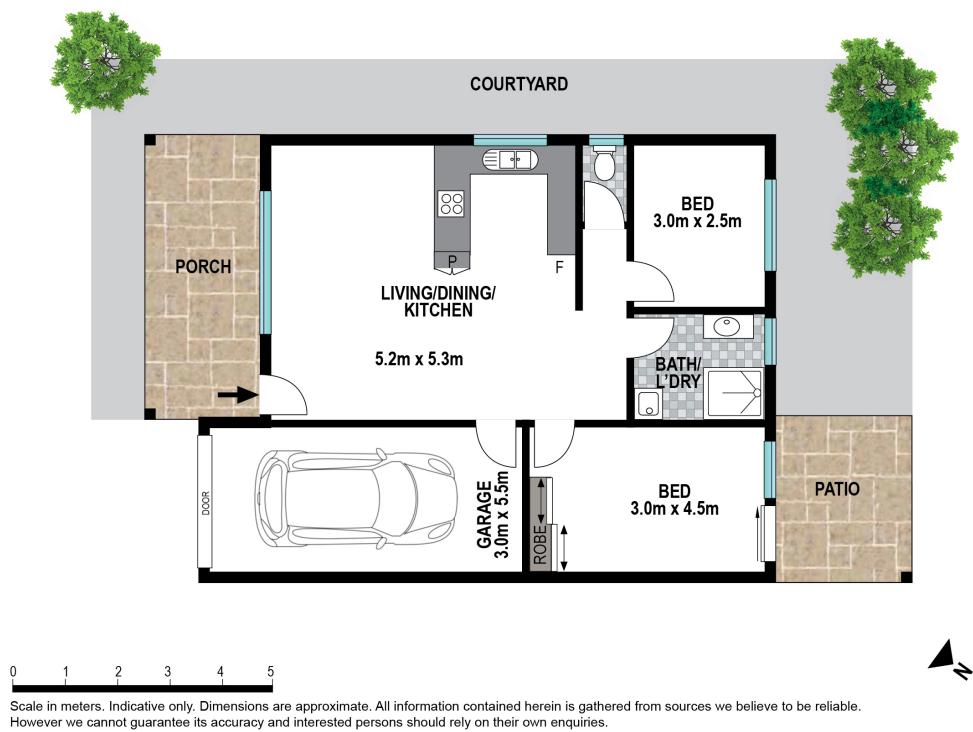 COURTYARD
BED
3.0m x 2.5m
PORCH
P
F
LIVING/DINING/
KITCHEN
5.2m x 5.3m
BATH/
L'DRY
DOOR
GARAGE
3.0m x 5.5m
ROBE
BED
3.0m x 4.5m
PATIO
N
0 1 2 3 4 5
Scale in meters. Indicative only. Dimensions are approximate. All information contained herein is gathered from sources we believe to be reliable.
However we cannot guarantee its accuracy and interested persons should rely on their own enquiries.